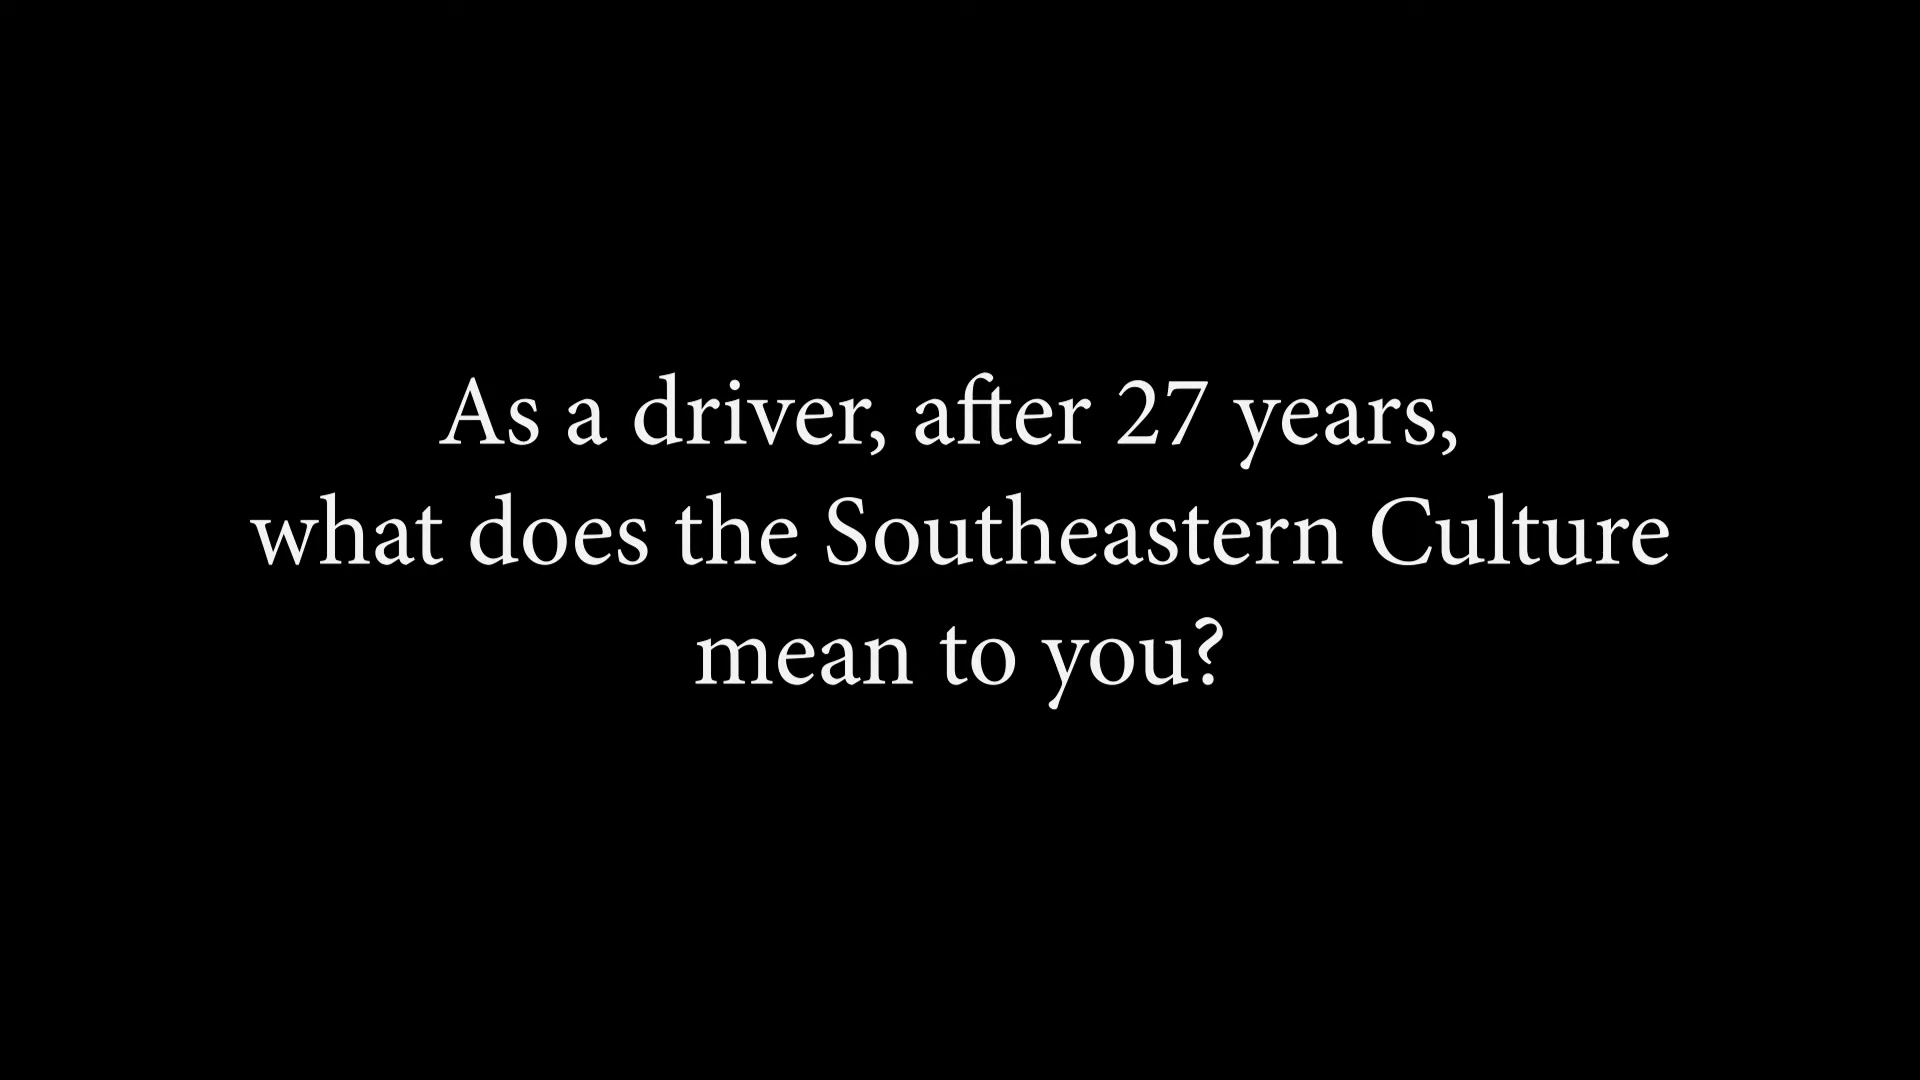 As a driver, after 27 years,
what does the Southeastern Culture
mean to you?